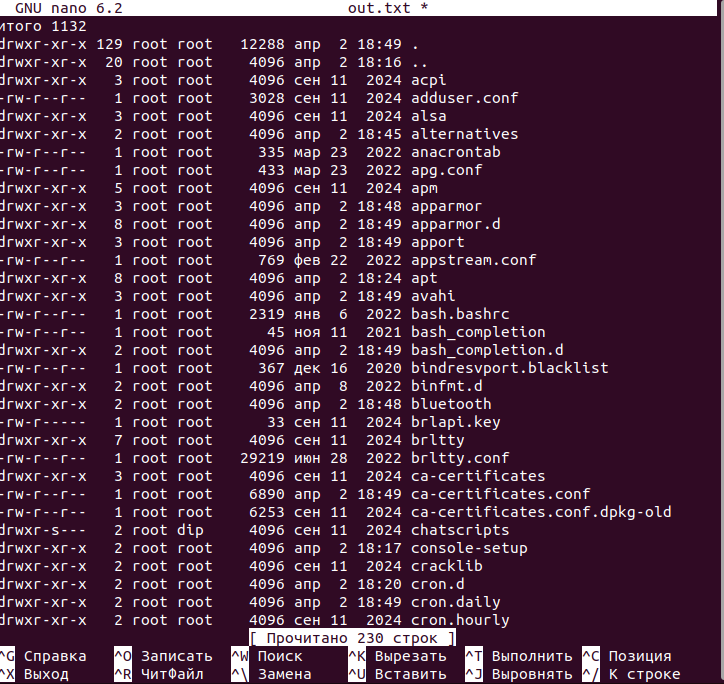 GNU nano 6.2 out.txt *
итого 1132
drwxr-xr-x 129 root root 12288 апр 2 18:49 .
drwxr-xr-x 20 root root 4096 апр 2 18:16 ..
drwxr-xr-x 3 root root 4096 сен 11 2024 acpi
-rw-r--r-- 1 root root 3028 сен 11 2024 adduser.conf
drwxr-xr-x 3 root root 4096 сен 11 2024 alsa
drwxr-xr-x 2 root root 4096 апр 2 18:45 alternatives
-rw-r--r-- 1 root root 335 мар 23 2022 anacrontab
-rw-r--r-- 1 root root 433 мар 23 2022 apg.conf
drwxr-xr-x 5 root root 4096 сен 11 2024 apm
drwxr-xr-x 3 root root 4096 апр 2 18:48 apparmor
drwxr-xr-x 8 root root 4096 апр 2 18:49 apparmor.d
drwxr-xr-x 3 root root 4096 апр 2 18:49 apport
-rw-r--r-- 1 root root 769 фев 22 2022 appstream.conf
drwxr-xr-x 8 root root 4096 апр 2 18:24 apt
drwxr-xr-x 3 root root 4096 апр 2 18:49 avahi
-rw-r--r-- 1 root root 2319 янв 6 2022 bash.bashrc
-rw-r--r-- 1 root root 45 ноя 11 2021 bash_completion
drwxr-xr-x 2 root root 4096 апр 2 18:49 bash_completion.d
-rw-r--r-- 1 root root 367 дек 16 2020 bindresvport.blacklist
drwxr-xr-x 2 root root 4096 апр 8 2022 binfmt.d
drwxr-xr-x 2 root root 4096 апр 2 18:48 bluetooth
-rw-r----- 1 root root 33 сен 11 2024 brlapi.key
drwxr-xr-x 7 root root 4096 сен 11 2024 brltty
-rw-r--r-- 1 root root 29219 июн 28 2022 brltty.conf
drwxr-xr-x 3 root root 4096 сен 11 2024 ca-certificates
-rw-r--r-- 1 root root 6890 апр 2 18:49 ca-certificates.conf
-rw-r--r-- 1 root root 6253 сен 11 2024 ca-certificates.conf.dpkg-old
drwxr-s--- 2 root dip 4096 сен 11 2024 chatscripts
drwxr-xr-x 2 root root 4096 апр 2 18:17 console-setup
drwxr-xr-x 2 root root 4096 сен 11 2024 cracklib
drwxr-xr-x 2 root root 4096 апр 2 18:20 cron.d
drwxr-xr-x 2 root root 4096 апр 2 18:49 cron.daily
drwxr-xr-x 2 root root 4096 сен 11 2024 cron.hourly
[ Прочитано 230 строк ]
^G Справка ^O Записать ^W Поиск ^K Вырезать ^T Выполнить ^C Позиция
^X Выход ^R ЧитФайл ^\ Замена ^U Вставить ^J Выровнять ^/ К строке